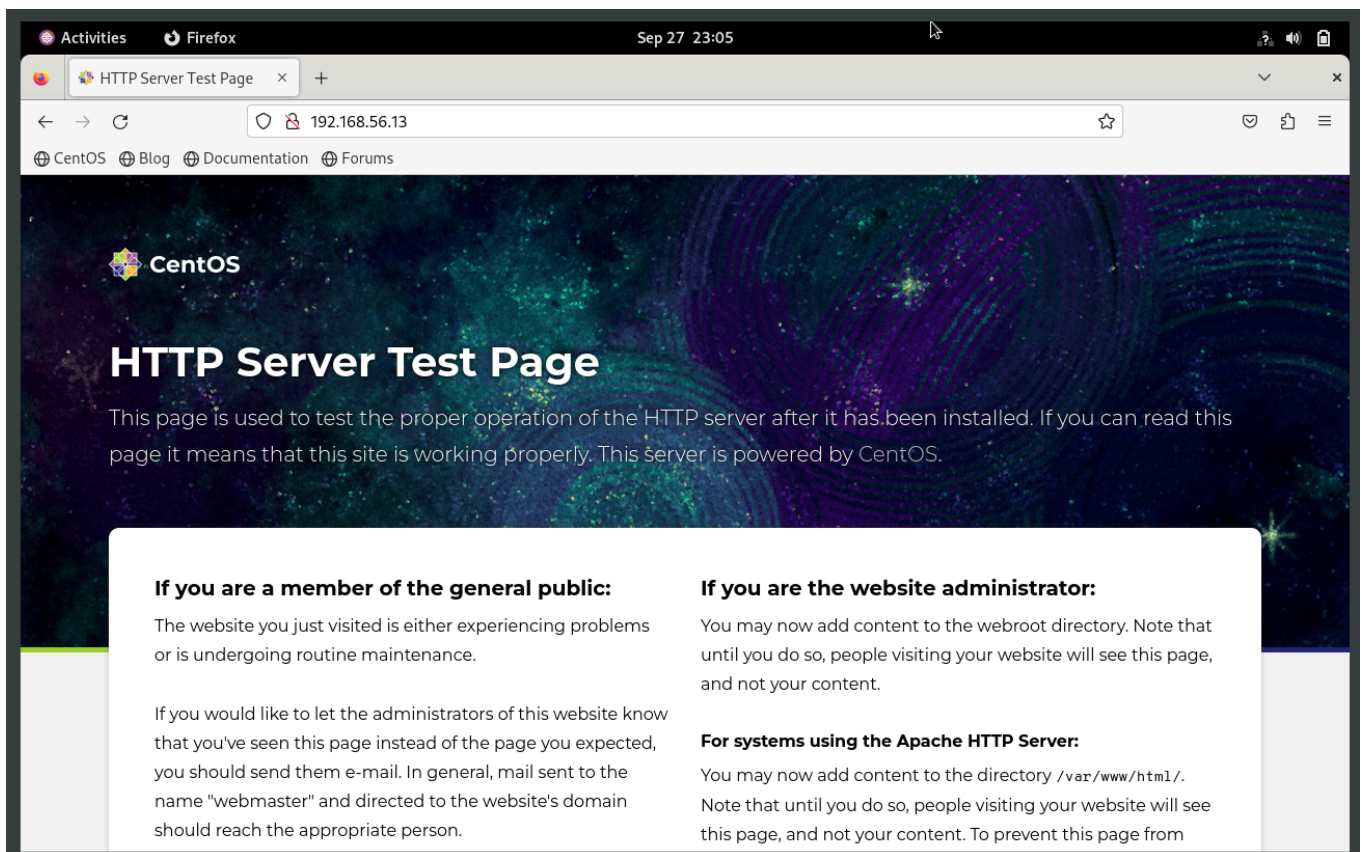 Activities Firefox Sep 27 23:05
HTTP Server Test Page
192.168.56.13
CentOS Blog Documentation Forums
CentOS
HTTP Server Test Page
This page is used to test the proper operation of the HTTP server after it has been installed. If you can read this
page it means that this site is working properly. This server is powered by CentOS.
If you are a member of the general public:
The website you just visited is either experiencing problems
or is undergoing routine maintenance.
If you would like to let the administrators of this website know
that you've seen this page instead of the page you expected,
you should send them e-mail. In general, mail sent to the
name "webmaster" and directed to the website's domain
should reach the appropriate person.
If you are the website administrator:
You may now add content to the webroot directory. Note that
until you do so, people visiting your website will see this page,
and not your content.
For systems using the Apache HTTP Server:
You may now add content to the directory /var/www/html/.
Note that until you do so, people visiting your website will see
this page, and not your content. To prevent this page from